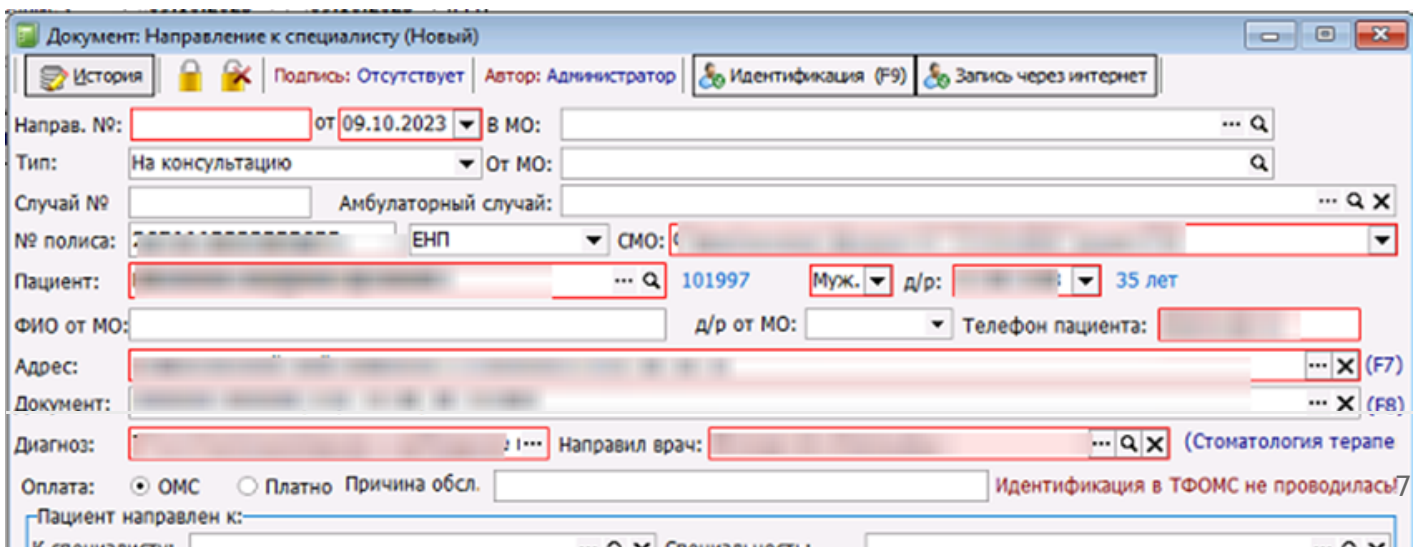 Документ: Направление к специалисту (Новый)
История Подпись: Отсутствует Автор: Администратор Идентификация (F9) Запись через интернет
Направ. №: от 09.10.2023 В МО:
Тип: На консультацию От МО:
Случай № Амбулаторный случай:
№ полиса: ЕНП СМО:
Пациент: 101997 Муж. д/р: 35 лет
ФИО от МО: д/р от МО: Телефон пациента:
Адрес: (F7)
Документ: (F8)
Диагноз: Направил врач: (Стоматология терапе
Оплата: ОМС Платно Причина обсл. Идентификация в ТФОМС не проводилась! 7
Пациент направлен к:
К специалисту: Специальность: